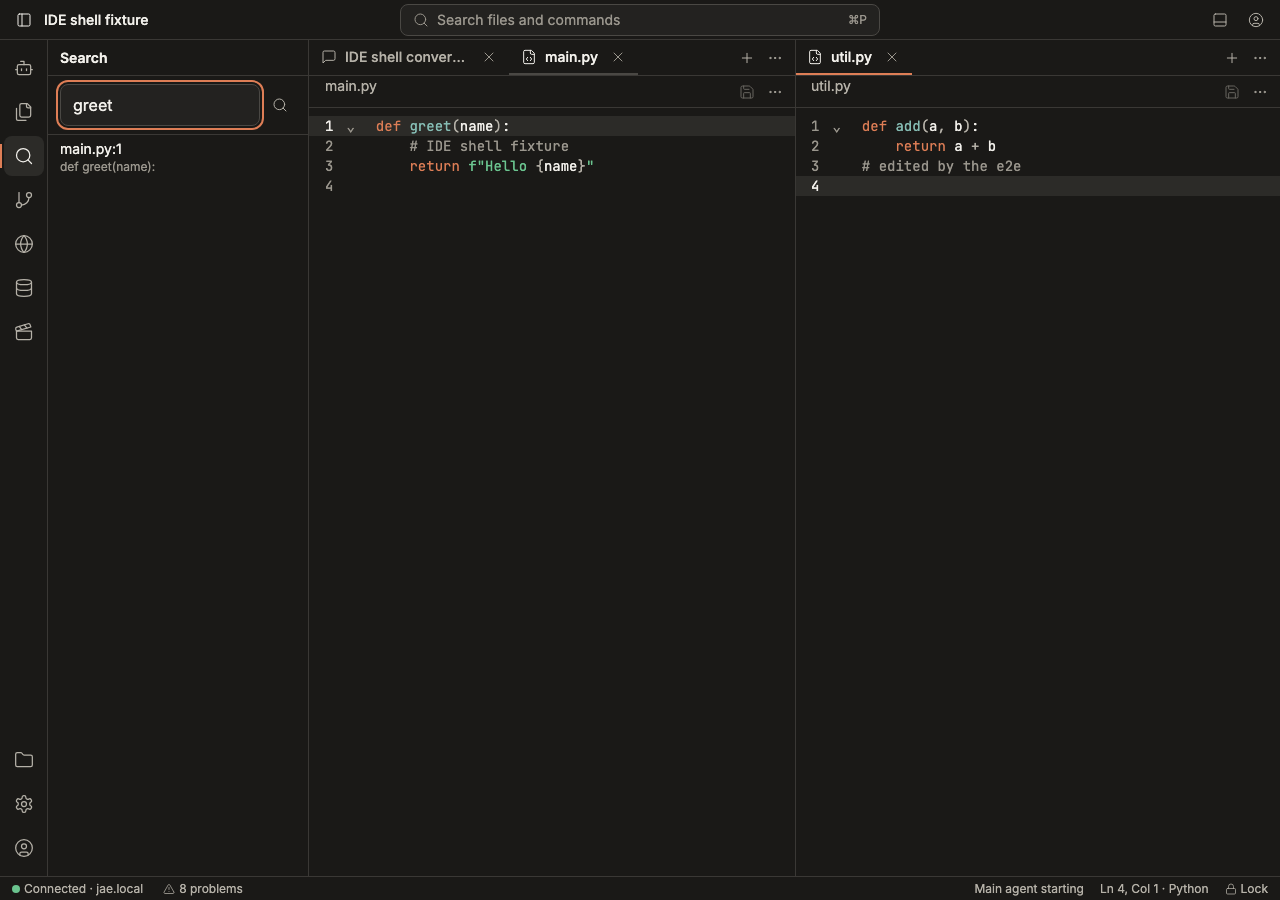 IDE shell fixture
Search files and commands ⌘P
Search
greet
main.py:1
def greet(name):
IDE shell conver...
main.py
main.py
1 def greet(name):
2     # IDE shell fixture
3     return f"Hello {name}"
4
util.py
util.py
1 def add(a, b):
2     return a + b
3 # edited by the e2e
4
Connected · jae.local
8 problems
Main agent starting
Ln 4, Col 1 · Python
Lock